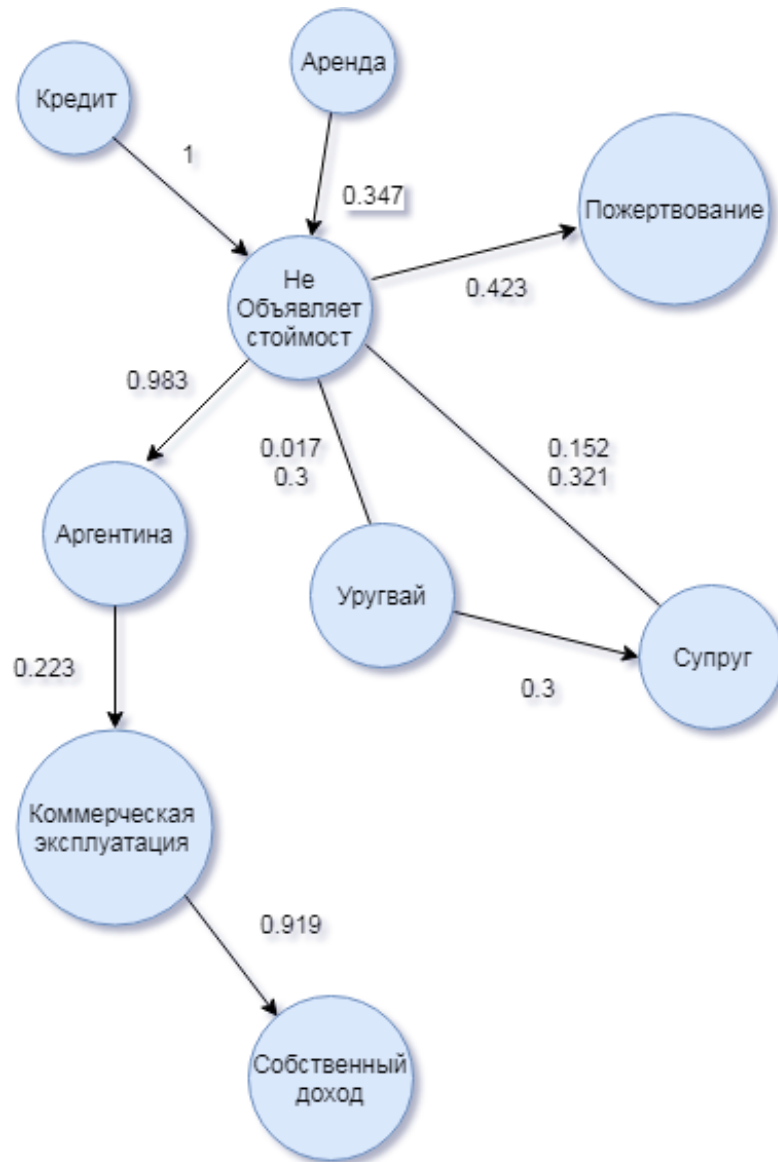 Аренда
Кредит
1
0.347
Пожертвование
Не
Объявляет
стоймост
0.423
0.983
0.017
0.3
0.152
0.321
Аргентина
Уругвай
Супруг
0.223
0.3
Коммерческая
эксплуатация
0.919
Собственный
доход